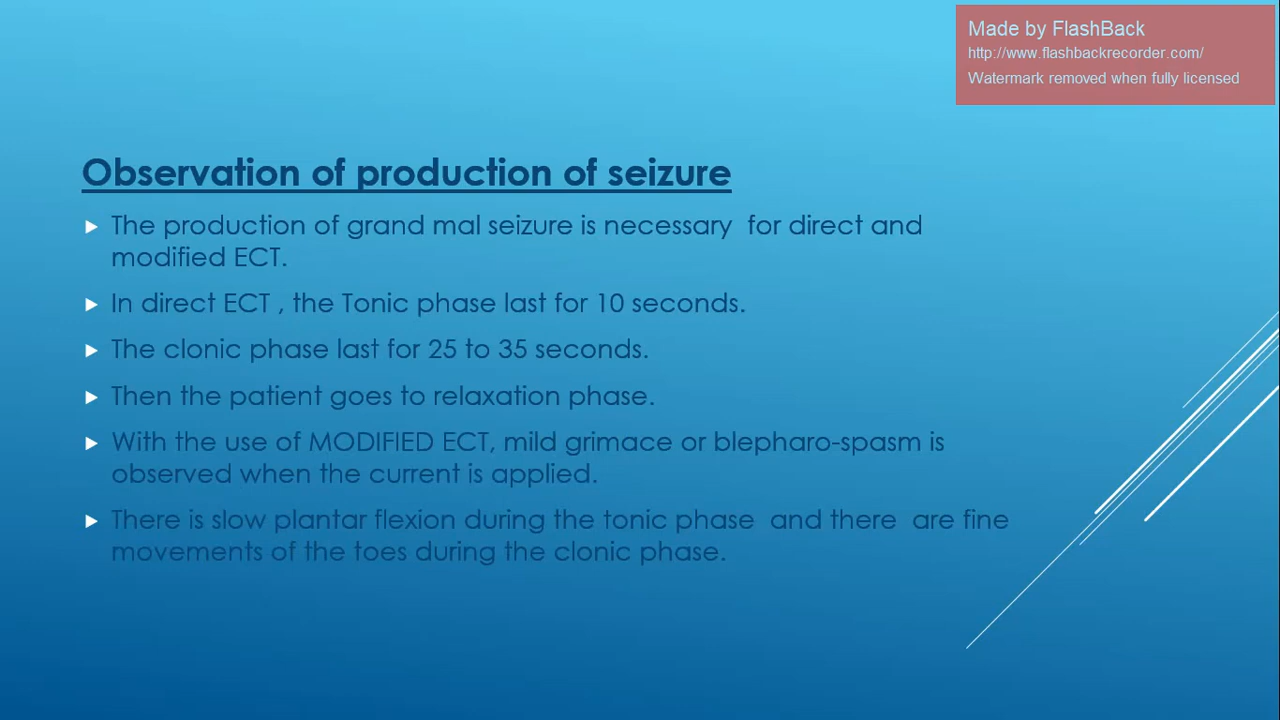 Made by FlashBack
http://www.flashbackrecorder.com/
Watermark removed when fully licensed
Observation of production of seizure
The production of grand mal seizure is necessary  for direct and
modified ECT.
In direct ECT , the Tonic phase last for 10 seconds.
The clonic phase last for 25 to 35 seconds.
Then the patient goes to relaxation phase.
With the use of MODIFIED ECT, mild grimace or blepharo-spasm is
observed when the current is applied.
There is slow plantar flexion during the tonic phase  and there  are fine
movements of the toes during the clonic phase.